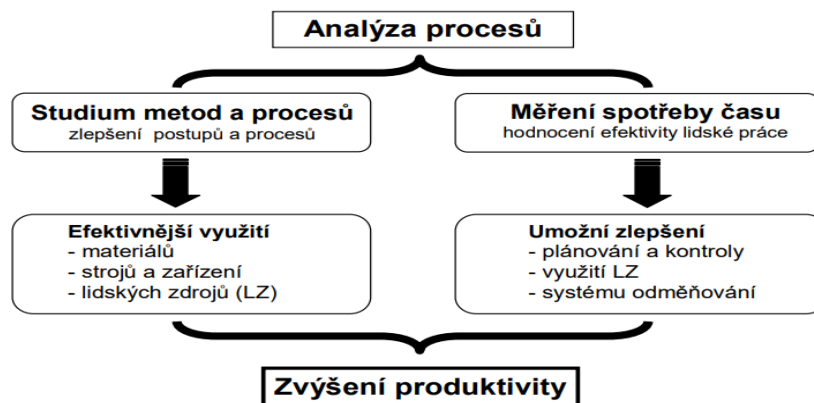 Analýza procesů
Studium metod a procesů
zlepšení postupů a procesů
Měření spotřeby času
hodnocení efektivity lidské práce
Efektivnější využití
- materiálů
- strojů a zařízení
- lidských zdrojů (LZ)
Umožní zlepšení
- plánování a kontroly
- využití LZ
- systému odměňování
Zvýšení produktivity